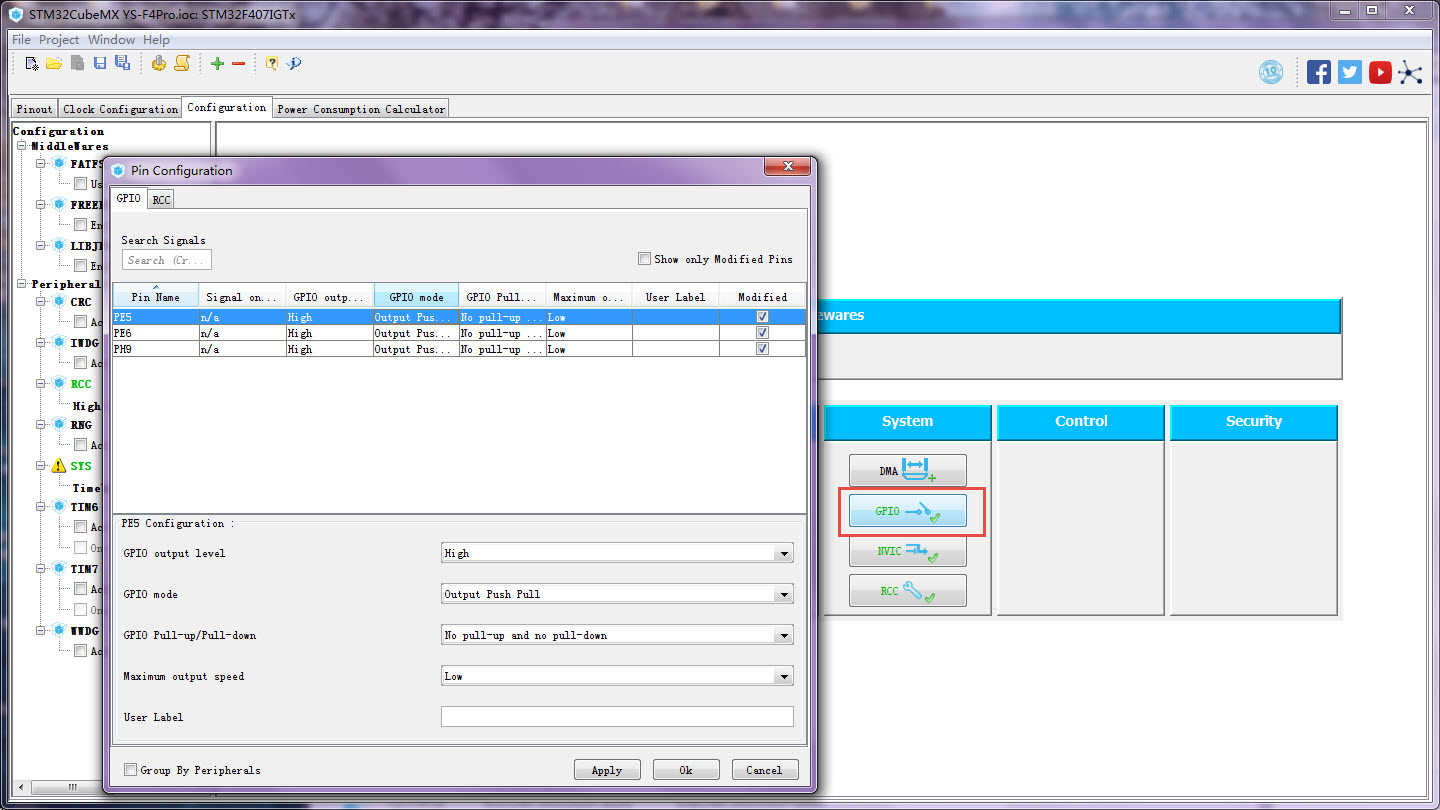 STM32CubeMX YS-F4Pro.ioc: STM32F407IGTx
File Project Window Help
10
Pinout Clock Configuration Configuration Power Consumption Calculator
Configuration
MiddleWares
FATFS
Us
FREE
En
LIBJ
En
Peripheral
CRC
Ac
IWDG
Ac
RCC
High
RNG
Ac
SYS
Time
TIM6
Ac
On
TIM7
Ac
On
WWDG
Ac
Pin Configuration
GPIO RCC
Search Signals
Search (Cr...
Show only Modified Pins
Pin Name Signal on... GPIO outp... GPIO mode GPIO Pull... Maximum o... User Label Modified
PE5 n/a High Output Pus... No pull-up ... Low
PE6 n/a High Output Pus... No pull-up ... Low
PH9 n/a High Output Pus... No pull-up ... Low
PE5 Configuration :
GPIO output level High
GPIO mode Output Push Pull
GPIO Pull-up/Pull-down No pull-up and no pull-down
Maximum output speed Low
User Label
Group By Peripherals
Apply Ok Cancel
ewares
System Control Security
DMA
GPIO
NVIC
RCC